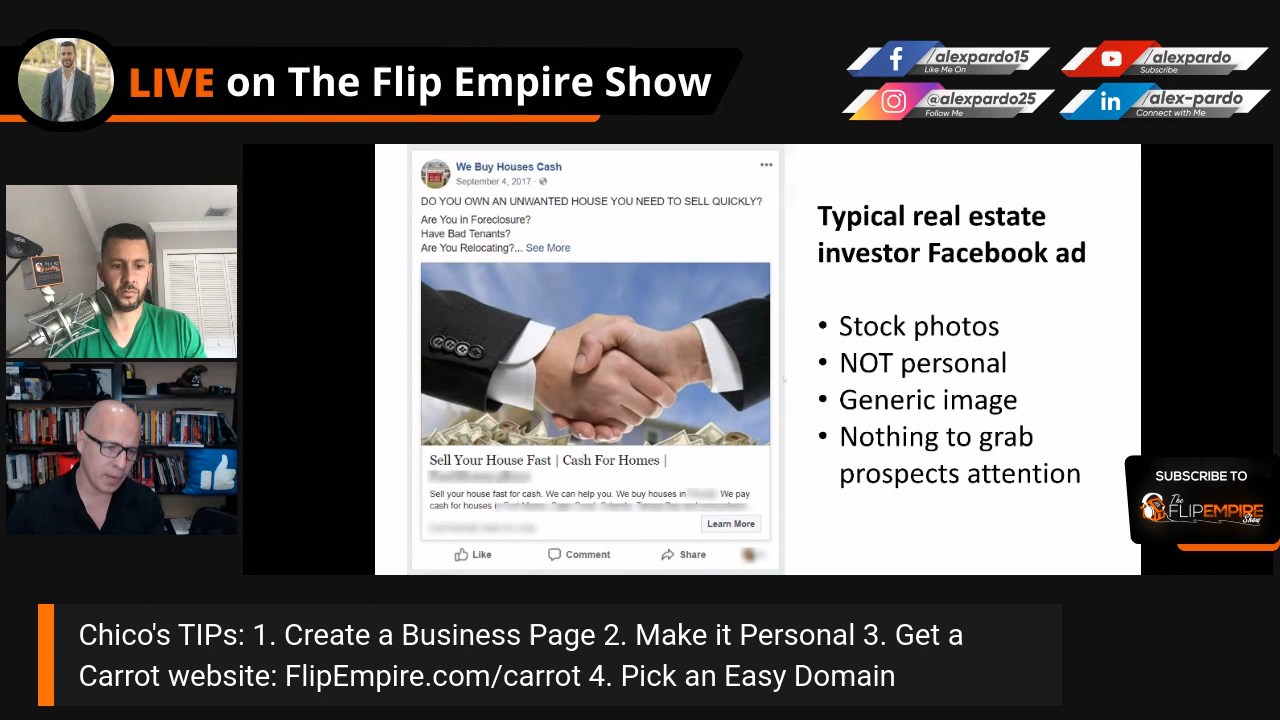 LIVE on The Flip Empire Show
/alexpardo15
Like Me On
/alexpardo
Subscribe
@alexpardo25
Follow Me
/alex-pardo
Connect with Me
We Buy Houses Cash
September 4, 2017 ·
DO YOU OWN AN UNWANTED HOUSE YOU NEED TO SELL QUICKLY?
Are You in Foreclosure?
Have Bad Tenants?
Are You Relocating?... See More
Sell Your House Fast | Cash For Homes |
Sell your house fast for cash. We can help you. We buy houses in We pay
cash for houses in
Learn More
Like Comment Share
Typical real estate
investor Facebook ad
• Stock photos
• NOT personal
• Generic image
• Nothing to grab
prospects attention
SUBSCRIBE TO
The
FLIPEMPIRE
Show
Chico's TIPs: 1. Create a Business Page 2. Make it Personal 3. Get a
Carrot website: FlipEmpire.com/carrot 4. Pick an Easy Domain